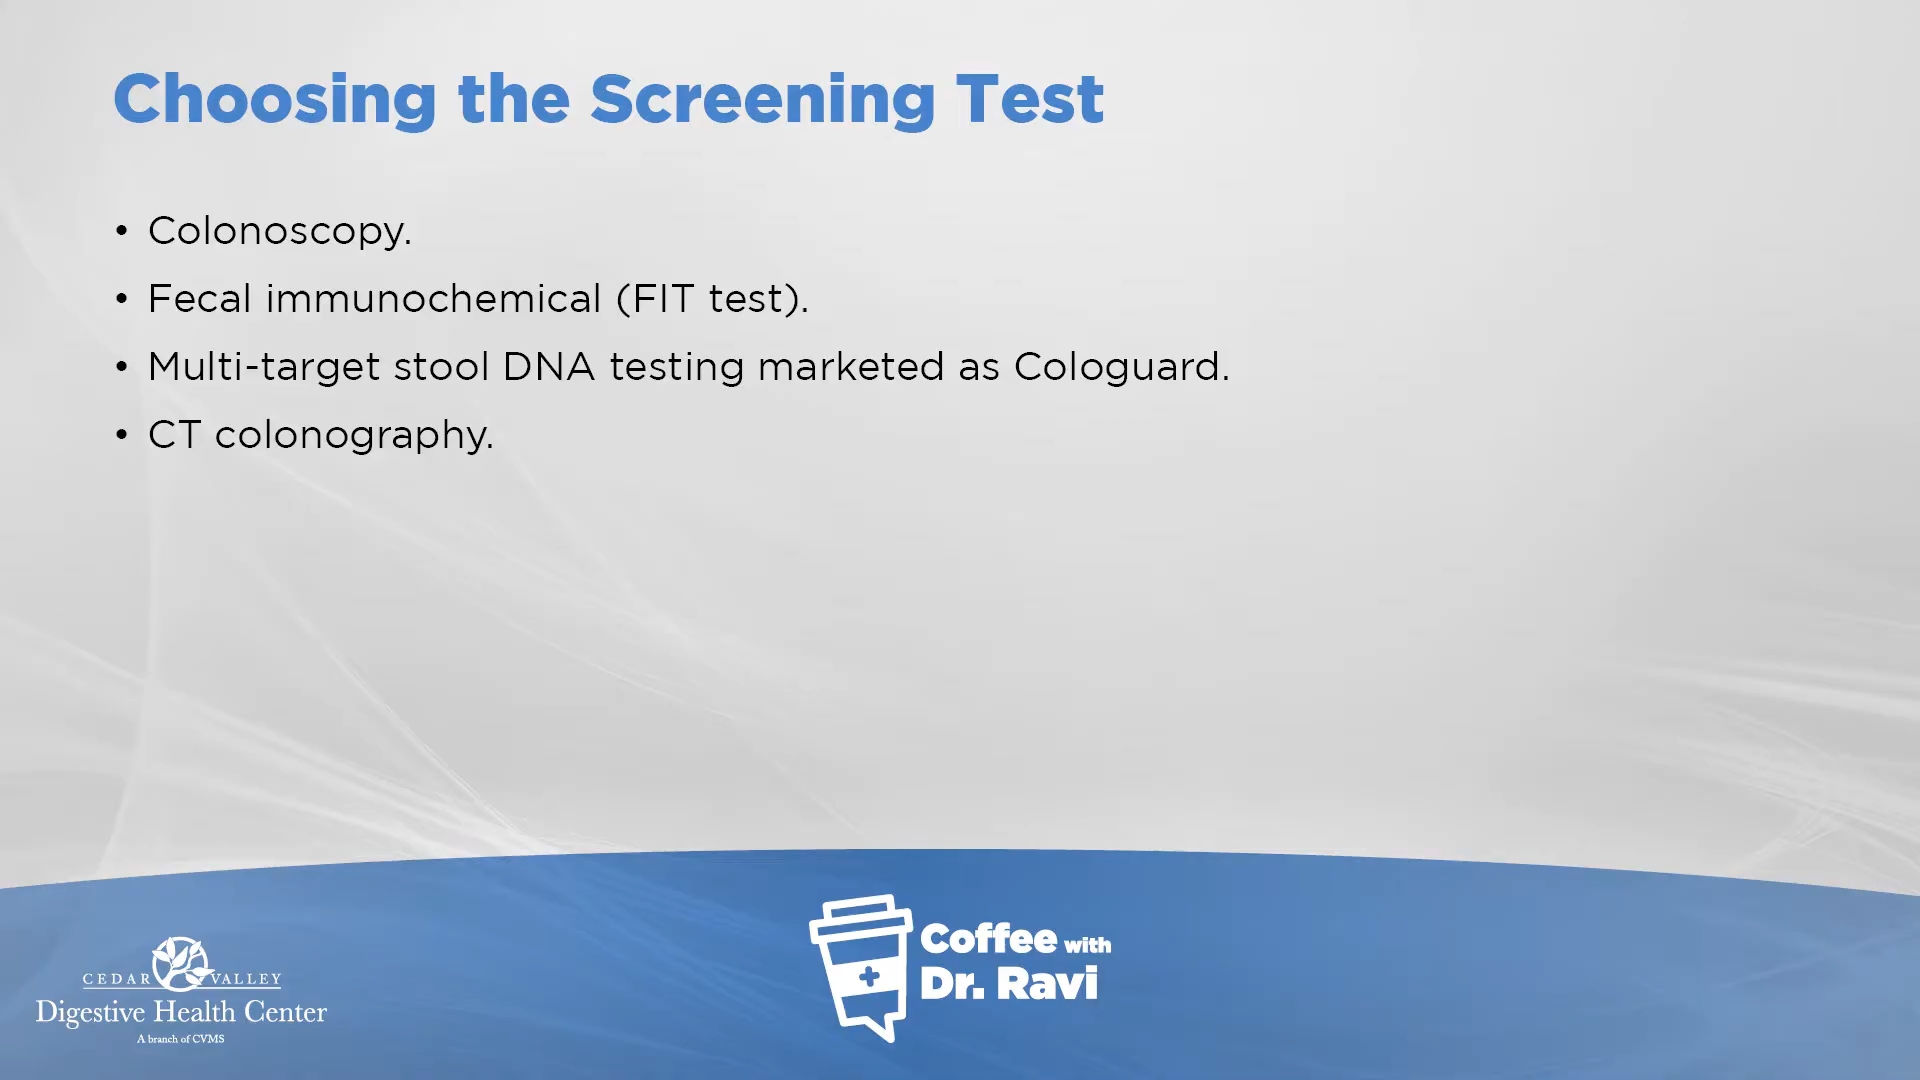 Choosing the Screening Test
• Colonoscopy.
• Fecal immunochemical (FIT test).
• Multi-target stool DNA testing marketed as Cologuard.
• CT colonography.
CEDAR VALLEY
Digestive Health Center
A branch of CVMS
Coffee with
Dr. Ravi